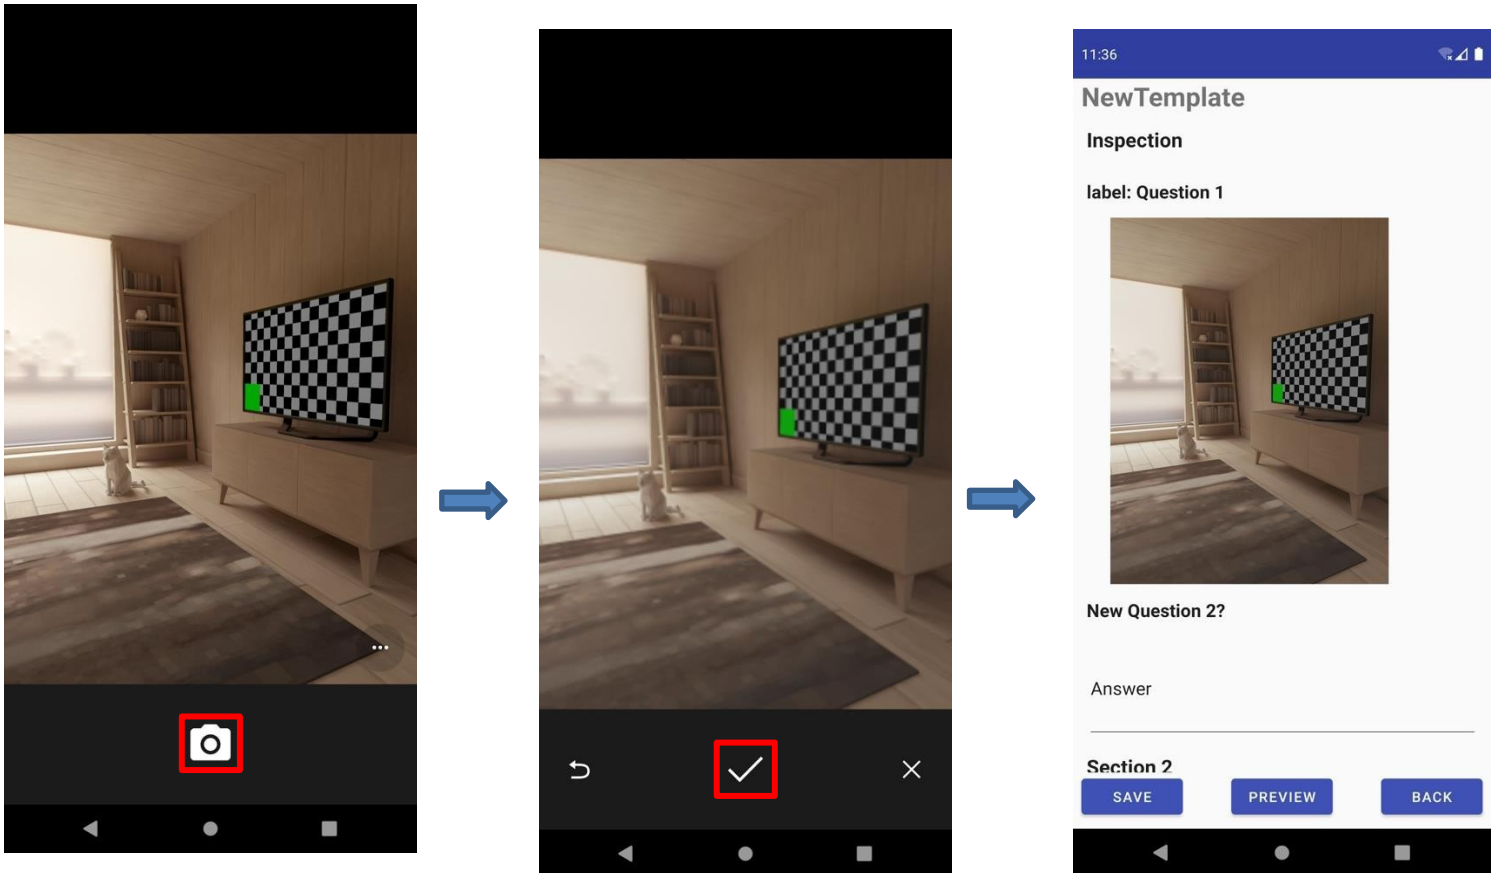 11:36
NewTemplate
Inspection
label: Question 1
New Question 2?
Answer
Section 2
SAVE
PREVIEW
BACK